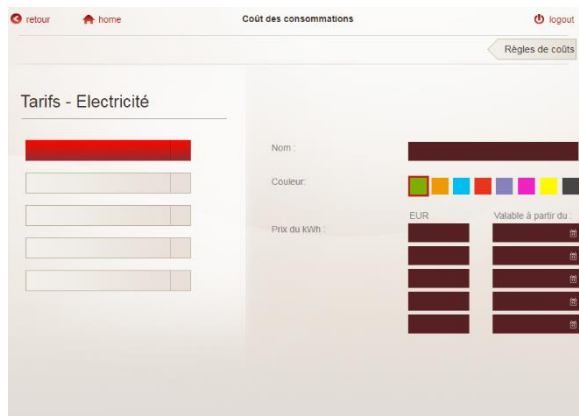 retour home Coût des consommations logout
Règles de coûts
Tarifs - Electricité
Nom :
Couleur:
EUR Valable à partir du :
Prix du kWh :